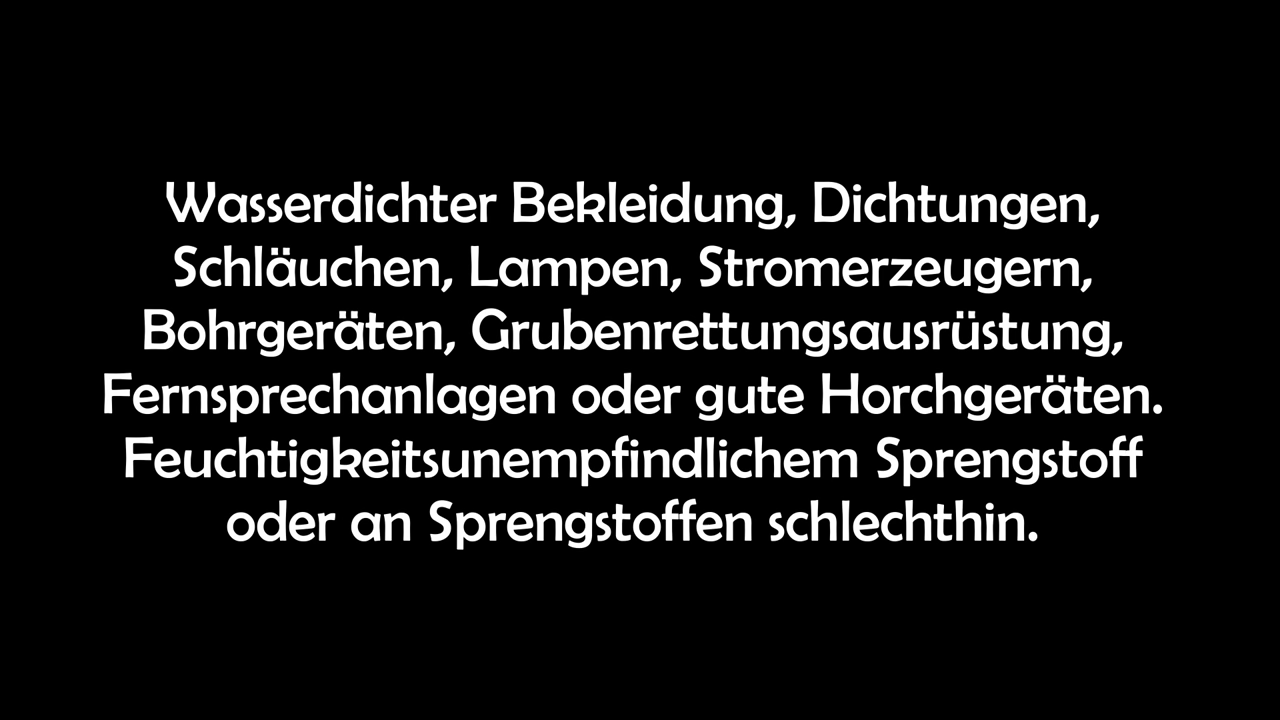 Wasserdichter Bekleidung, Dichtungen,
Schläuchen, Lampen, Stromerzeugern,
Bohrgeräten, Grubenrettungsausrüstung,
Fernsprechanlagen oder gute Horchgeräten.
Feuchtigkeitsunempfindlichem Sprengstoff
oder an Sprengstoffen schlechthin.